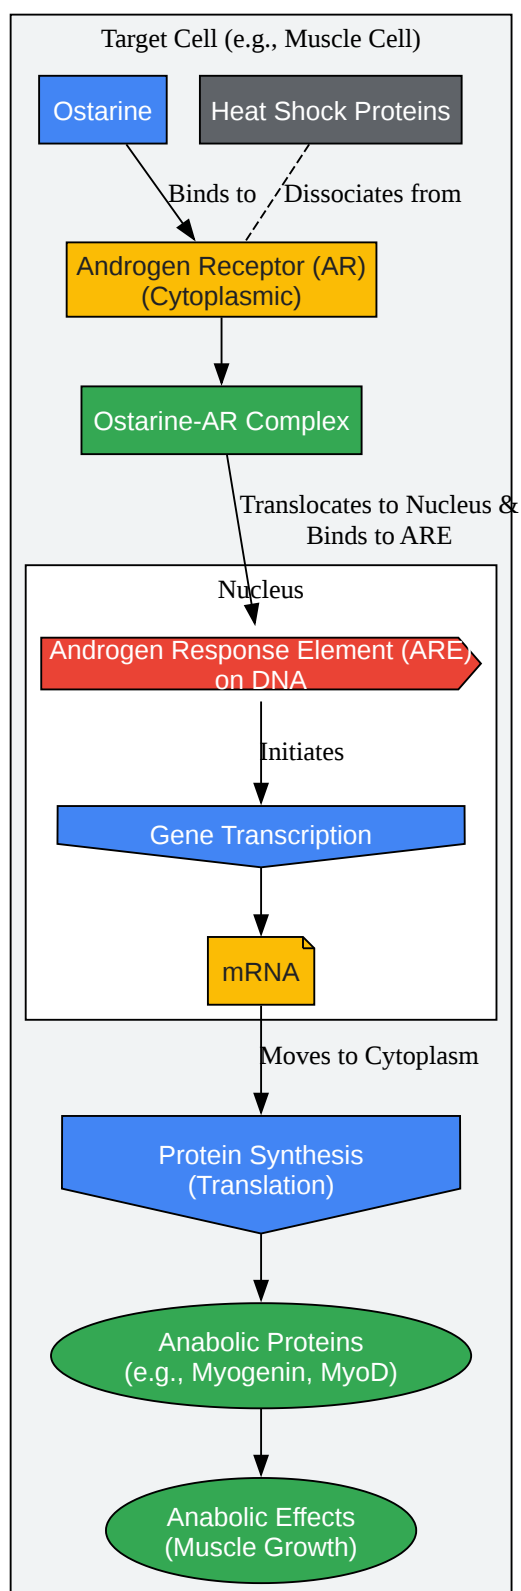 Target Cell (e.g., Muscle Cell)
Ostarine
Heat Shock Proteins
Binds to
Dissociates from
Androgen Receptor (AR)
(Cytoplasmic)
Ostarine-AR Complex
Translocates to Nucleus &
Binds to ARE
Nucleus
Androgen Response Element (ARE)
on DNA
Initiates
Gene Transcription
mRNA
Moves to Cytoplasm
Protein Synthesis
(Translation)
Anabolic Proteins
(e.g., Myogenin, MyoD)
Anabolic Effects
(Muscle Growth)